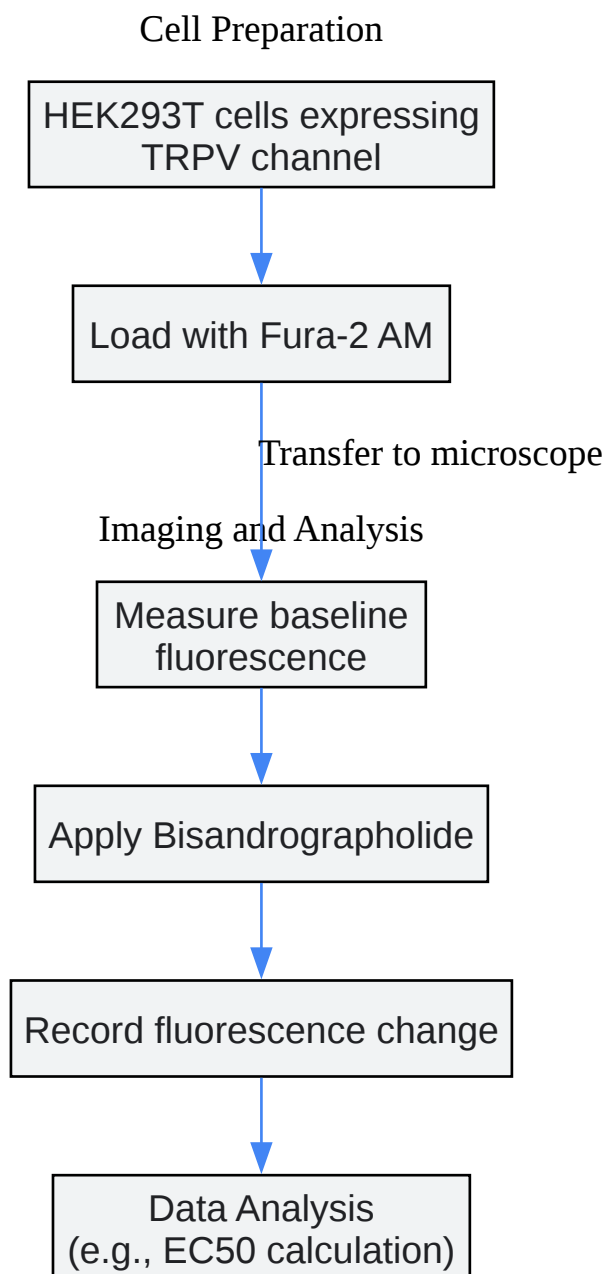 Cell Preparation
HEK293T cells expressing
TRPV channel
Load with Fura-2 AM
Transfer to microscope
Imaging and Analysis
Measure baseline
fluorescence
Apply Bisandrographolide
Record fluorescence change
Data Analysis
(e.g., EC50 calculation)